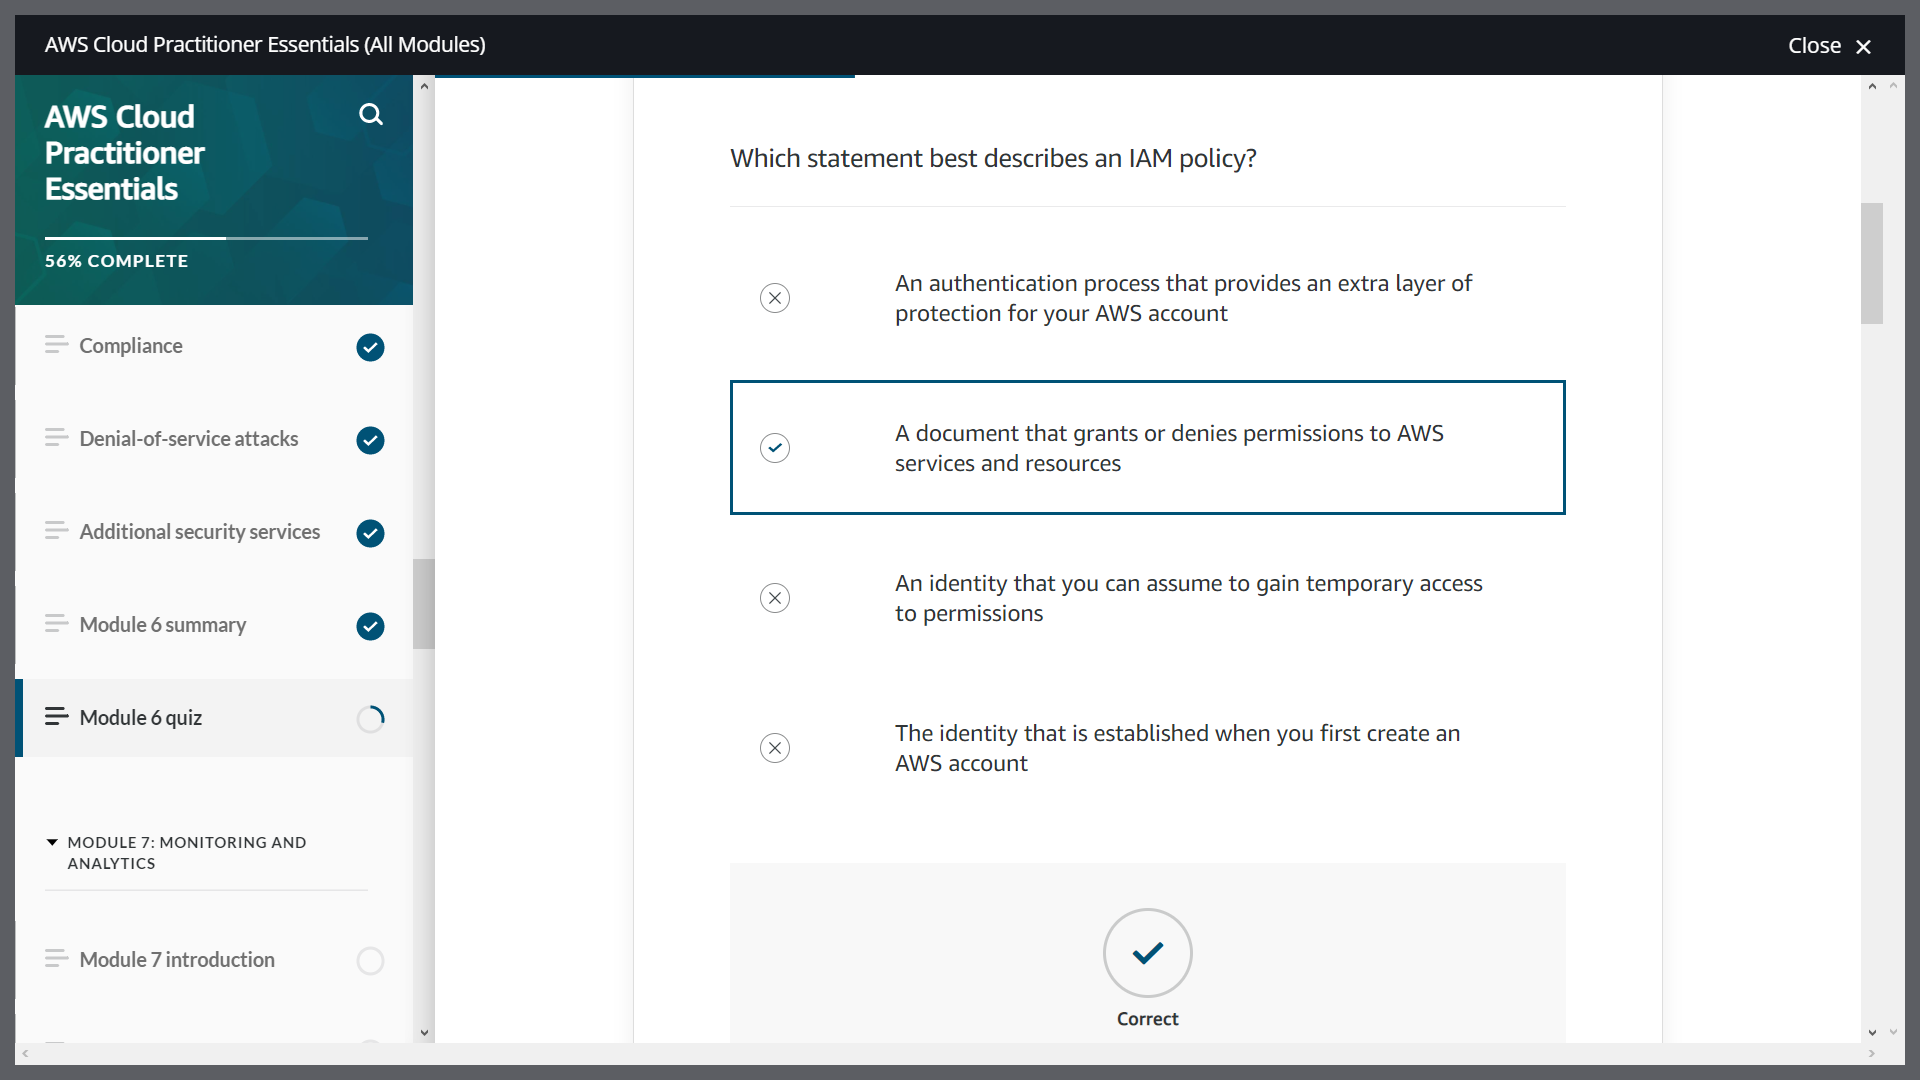 AWS Cloud Practitioner Essentials (All Modules)
Close
AWS Cloud
Practitioner
Essentials
56% COMPLETE
Compliance
Denial-of-service attacks
Additional security services
Module 6 summary
Module 6 quiz
MODULE 7: MONITORING AND
ANALYTICS
Module 7 introduction
Which statement best describes an IAM policy?
An authentication process that provides an extra layer of
protection for your AWS account
A document that grants or denies permissions to AWS
services and resources
An identity that you can assume to gain temporary access
to permissions
The identity that is established when you first create an
AWS account
Correct